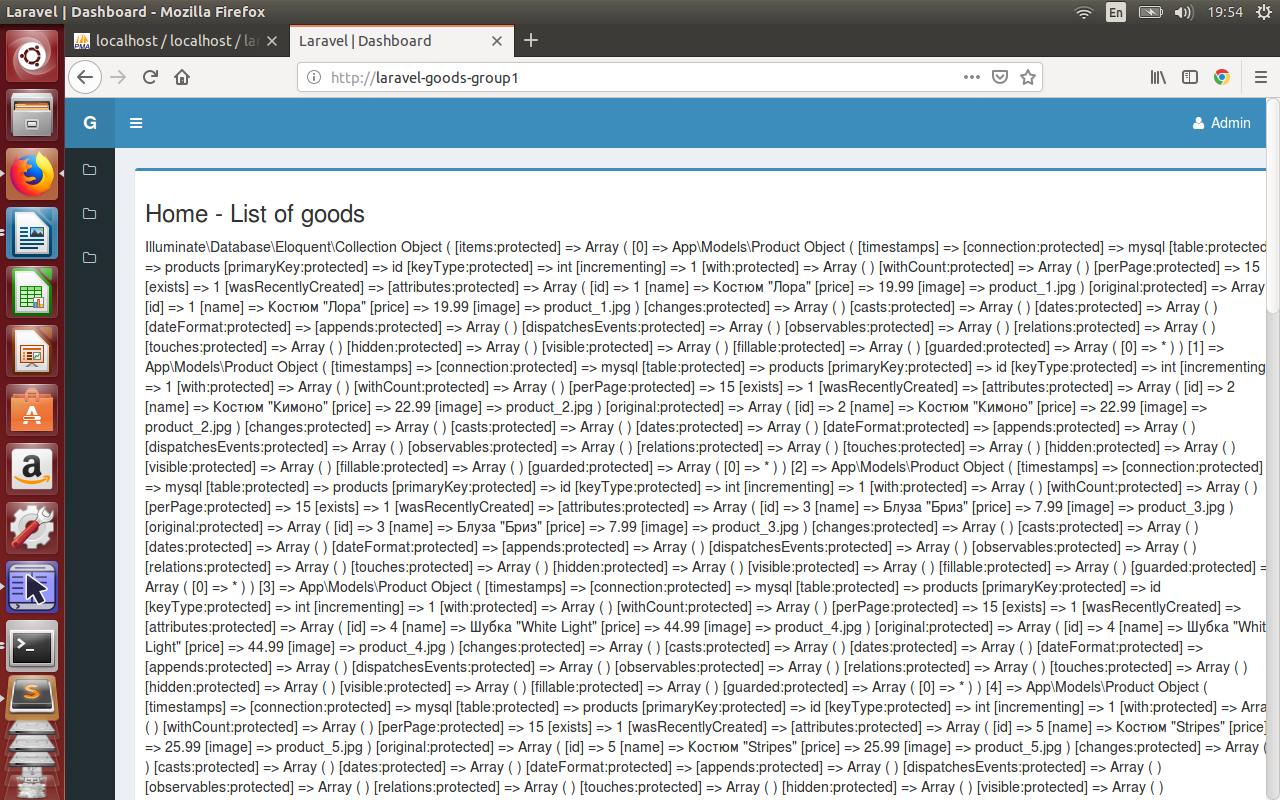 Laravel | Dashboard - Mozilla Firefox
En
19:54
localhost / localhost / lar
Laravel | Dashboard
http://laravel-goods-group1
G
Admin
Home - List of goods
Illuminate\Database\Eloquent\Collection Object ( [items:protected] => Array ( [0] => App\Models\Product Object ( [timestamps] => [connection:protected] => mysql [table:protected]
=> products [primaryKey:protected] => id [keyType:protected] => int [incrementing] => 1 [with:protected] => Array ( ) [withCount:protected] => Array ( ) [perPage:protected] => 15
[exists] => 1 [wasRecentlyCreated] => [attributes:protected] => Array ( [id] => 1 [name] => Костюм "Лора" [price] => 19.99 [image] => product_1.jpg ) [original:protected] => Array
[id] => 1 [name] => Костюм "Лора" [price] => 19.99 [image] => product_1.jpg ) [changes:protected] => Array ( ) [casts:protected] => Array ( ) [dates:protected] => Array ( )
[dateFormat:protected] => [appends:protected] => Array ( ) [dispatchesEvents:protected] => Array ( ) [observables:protected] => Array ( ) [relations:protected] => Array ( )
[touches:protected] => Array ( ) [hidden:protected] => Array ( ) [visible:protected] => Array ( ) [fillable:protected] => Array ( ) [guarded:protected] => Array ( [0] => * ) ) [1] =>
App\Models\Product Object ( [timestamps] => [connection:protected] => mysql [table:protected] => products [primaryKey:protected] => id [keyType:protected] => int [incrementing]
=> 1 [with:protected] => Array ( ) [withCount:protected] => Array ( ) [perPage:protected] => 15 [exists] => 1 [wasRecentlyCreated] => [attributes:protected] => Array ( [id] => 2
[name] => Костюм "Кимоно" [price] => 22.99 [image] => product_2.jpg ) [original:protected] => Array ( [id] => 2 [name] => Костюм "Кимоно" [price] => 22.99 [image] =>
product_2.jpg ) [changes:protected] => Array ( ) [casts:protected] => Array ( ) [dates:protected] => Array ( ) [dateFormat:protected] => [appends:protected] => Array ( )
[dispatchesEvents:protected] => Array ( ) [observables:protected] => Array ( ) [relations:protected] => Array ( ) [touches:protected] => Array ( ) [hidden:protected] => Array ( )
[visible:protected] => Array ( ) [fillable:protected] => Array ( ) [guarded:protected] => Array ( [0] => * ) ) [2] => App\Models\Product Object ( [timestamps] => [connection:protected]
=> mysql [table:protected] => products [primaryKey:protected] => id [keyType:protected] => int [incrementing] => 1 [with:protected] => Array ( ) [withCount:protected] => Array ( )
[perPage:protected] => 15 [exists] => 1 [wasRecentlyCreated] => [attributes:protected] => Array ( [id] => 3 [name] => Блуза "Бриз" [price] => 7.99 [image] => product_3.jpg )
[original:protected] => Array ( [id] => 3 [name] => Блуза "Бриз" [price] => 7.99 [image] => product_3.jpg ) [changes:protected] => Array ( ) [casts:protected] => Array ( )
[dates:protected] => Array ( ) [dateFormat:protected] => [appends:protected] => Array ( ) [dispatchesEvents:protected] => Array ( ) [observables:protected] => Array ( )
[relations:protected] => Array ( ) [touches:protected] => Array ( ) [hidden:protected] => Array ( ) [visible:protected] => Array ( ) [fillable:protected] => Array ( ) [guarded:protected] =
Array ( [0] => * ) ) [3] => App\Models\Product Object ( [timestamps] => [connection:protected] => mysql [table:protected] => products [primaryKey:protected] => id
[keyType:protected] => int [incrementing] => 1 [with:protected] => Array ( ) [withCount:protected] => Array ( ) [perPage:protected] => 15 [exists] => 1 [wasRecentlyCreated] =>
[attributes:protected] => Array ( [id] => 4 [name] => Шубка "White Light" [price] => 44.99 [image] => product_4.jpg ) [original:protected] => Array ( [id] => 4 [name] => Шубка "Whit
Light" [price] => 44.99 [image] => product_4.jpg ) [changes:protected] => Array ( ) [casts:protected] => Array ( ) [dates:protected] => Array ( ) [dateFormat:protected] =>
[appends:protected] => Array ( ) [dispatchesEvents:protected] => Array ( ) [observables:protected] => Array ( ) [relations:protected] => Array ( ) [touches:protected] => Array ( )
[hidden:protected] => Array ( ) [visible:protected] => Array ( ) [fillable:protected] => Array ( ) [guarded:protected] => Array ( [0] => * ) ) [4] => App\Models\Product Object (
[timestamps] => [connection:protected] => mysql [table:protected] => products [primaryKey:protected] => id [keyType:protected] => int [incrementing] => 1 [with:protected] => Arra
( ) [withCount:protected] => Array ( ) [perPage:protected] => 15 [exists] => 1 [wasRecentlyCreated] => [attributes:protected] => Array ( [id] => 5 [name] => Костюм "Stripes" [price]
=> 25.99 [image] => product_5.jpg ) [original:protected] => Array ( [id] => 5 [name] => Костюм "Stripes" [price] => 25.99 [image] => product_5.jpg ) [changes:protected] => Array (
) [casts:protected] => Array ( ) [dates:protected] => Array ( ) [dateFormat:protected] => [appends:protected] => Array ( ) [dispatchesEvents:protected] => Array ( )
[observables:protected] => Array ( ) [relations:protected] => Array ( ) [touches:protected] => Array ( ) [hidden:protected] => Array ( ) [visible:protected] => Array ( )